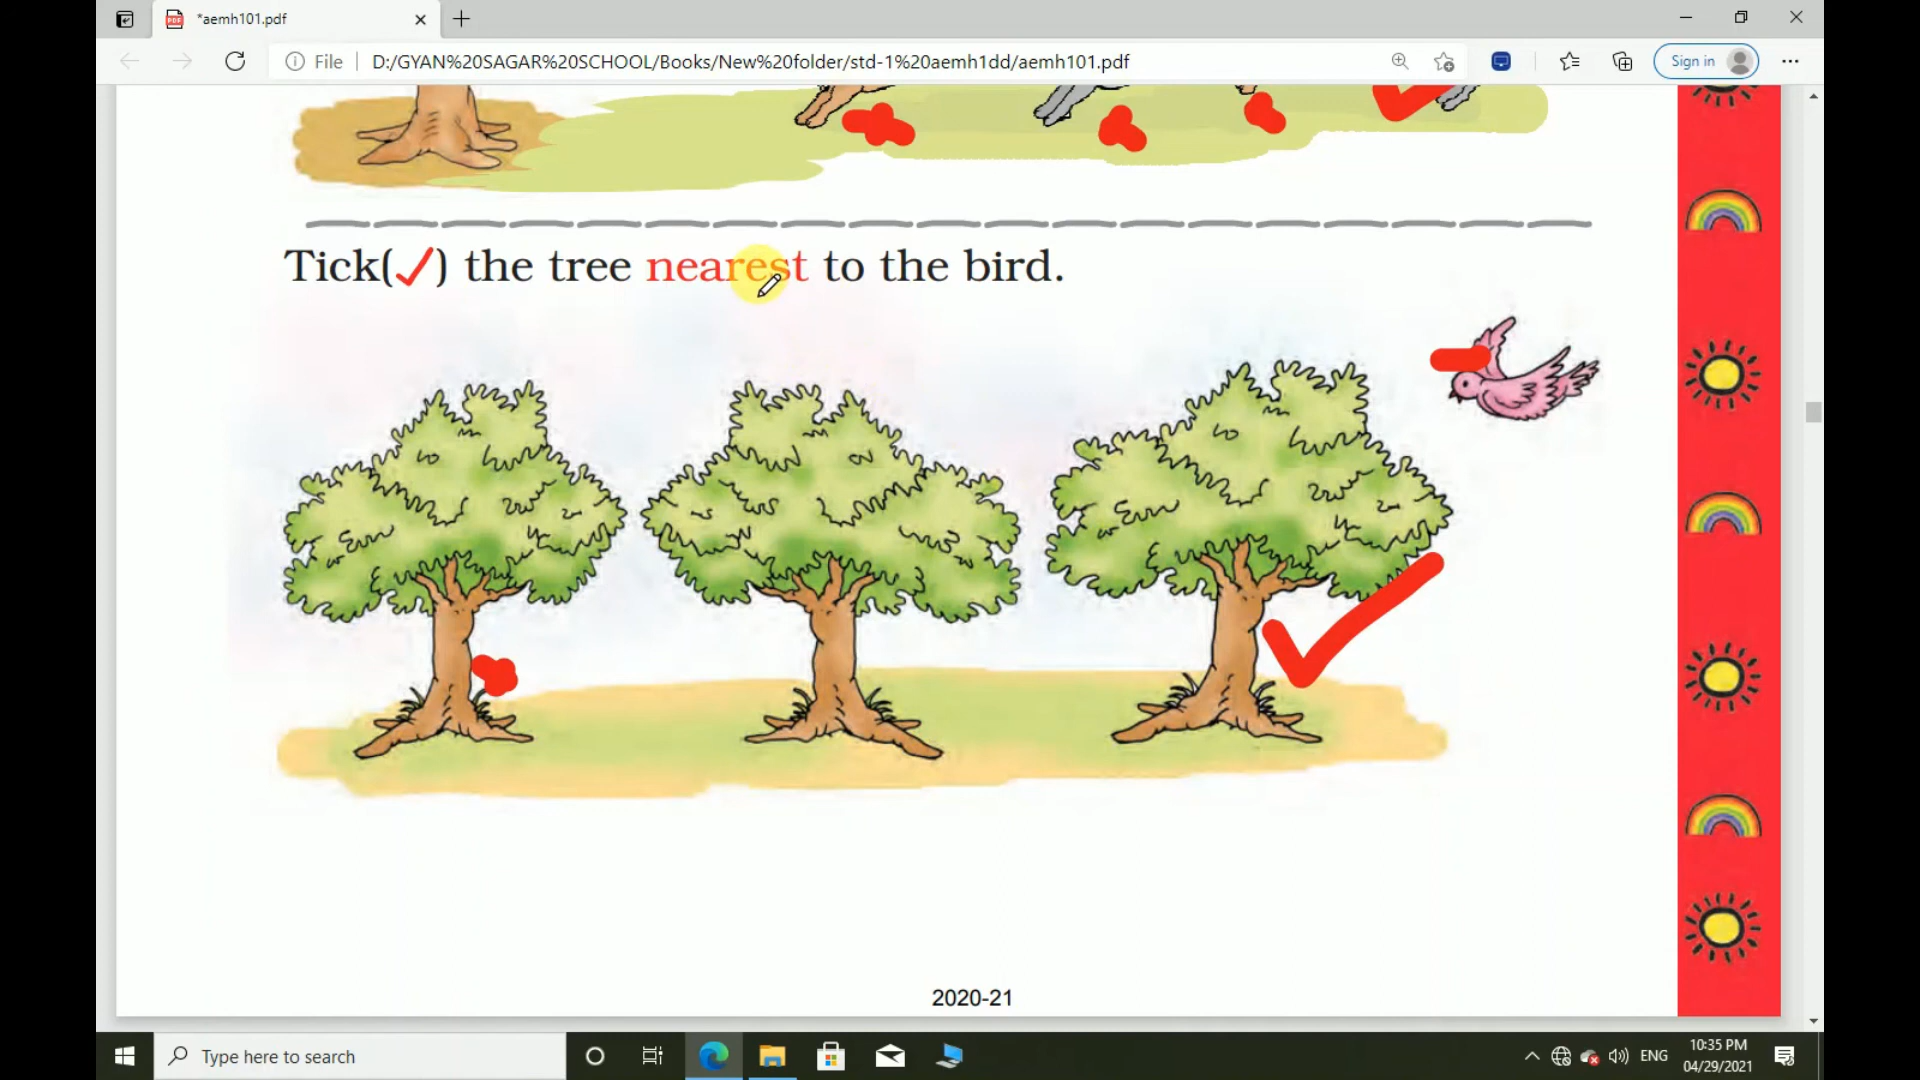 *aemh101.pdf
File
D:/GYAN%20SAGAR%20SCHOOL/Books/New%20folder/std-1%20aemh1dd/aemh101.pdf
Sign in
Tick(✓) the tree nearest to the bird.
2020-21
Type here to search
ENG
10:35 PM
04/29/2021